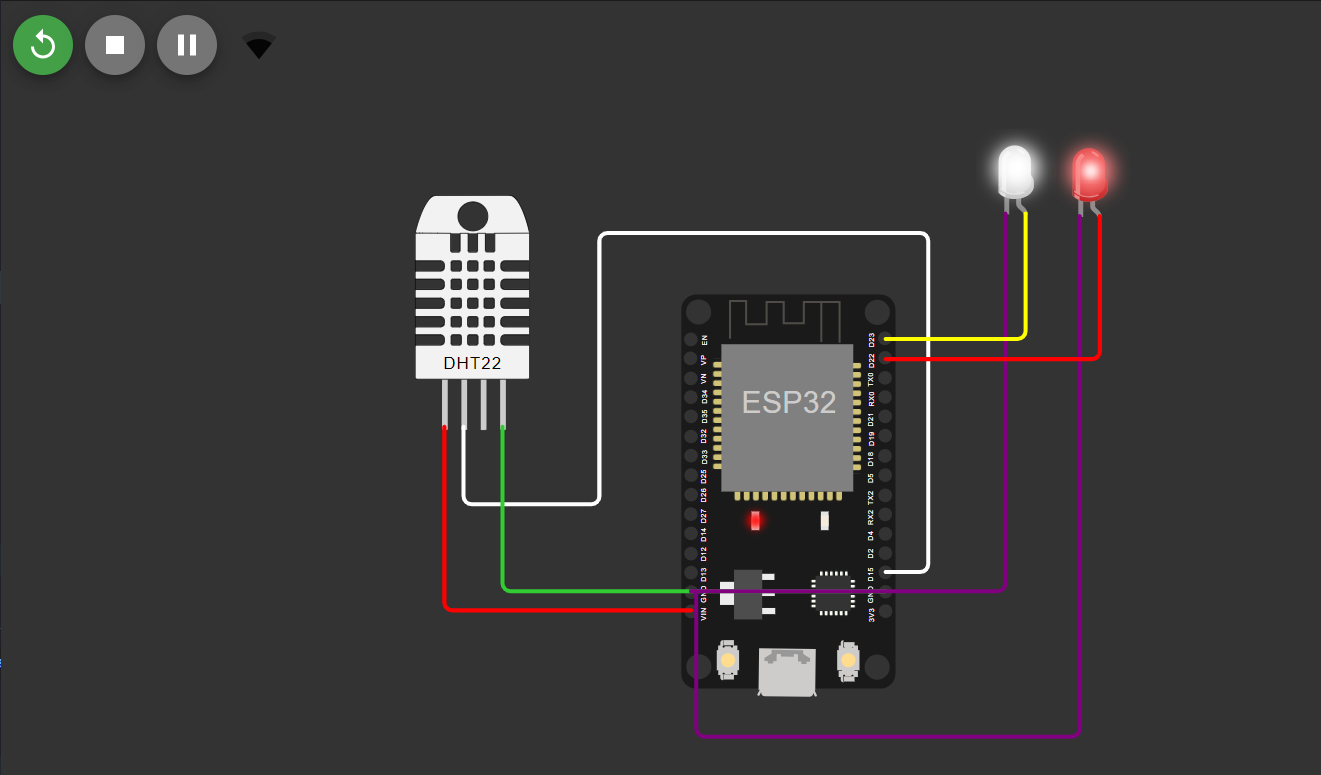 DHT22
ESP32
EN
VP
VN
D34
D35
D32
D33
D25
D26
D27
D14
D12
D13
GND
VIN
D23
D22
TX0
RX0
D21
D19
D18
D5
TX2
RX2
D4
D2
D15
GND
3V3